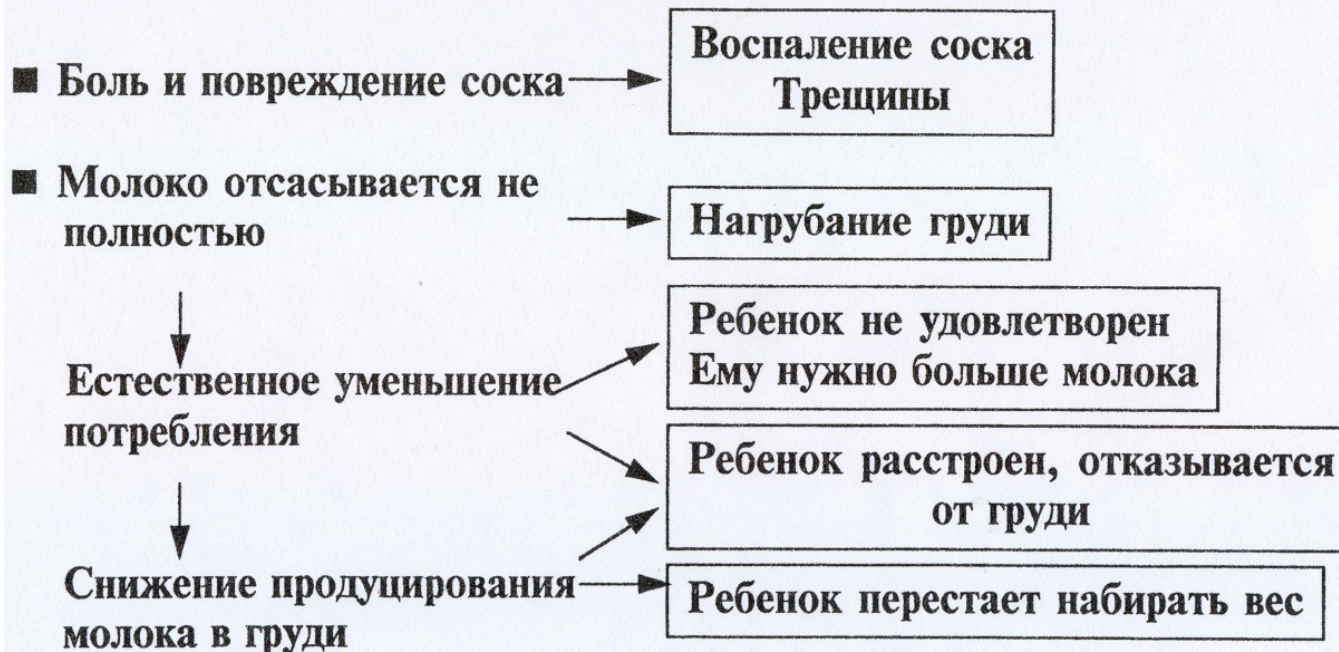 ■ Боль и повреждение соска
Воспаление соска
Трещины
■ Молоко отсасывается не
полностью
Нагрубание груди
Естественное уменьшение
потребления
Ребенок не удовлетворен
Ему нужно больше молока
Ребенок расстроен, отказывается
от груди
Снижение продуцирования
молока в груди
Ребенок перестает набирать вес